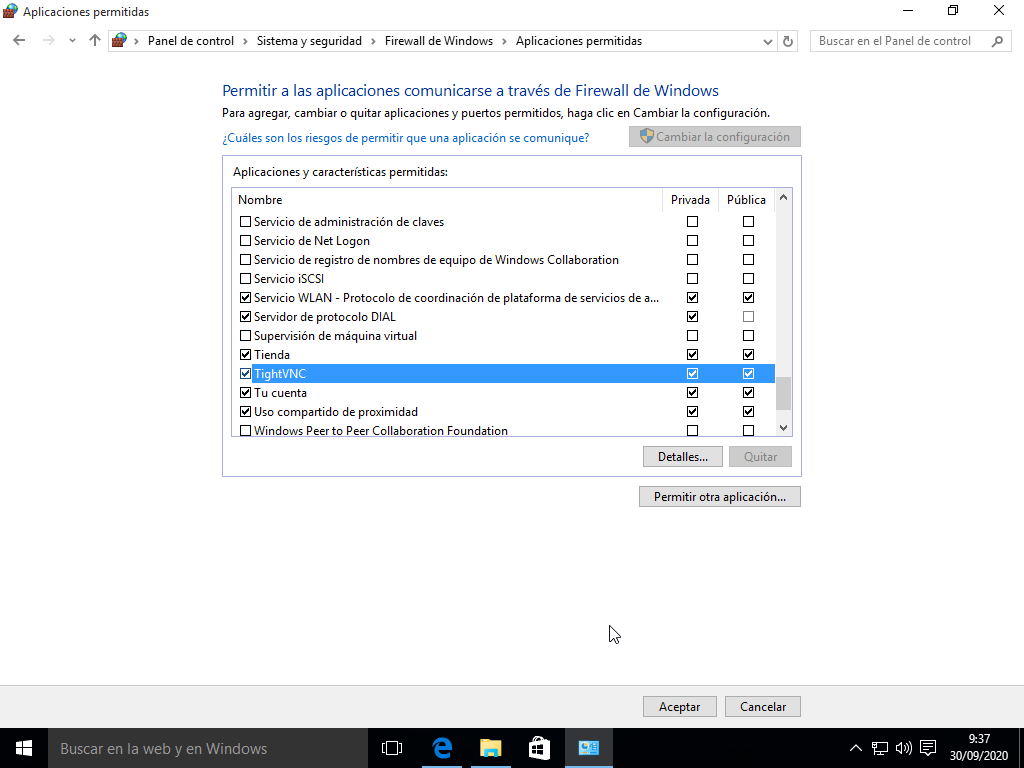 Aplicaciones permitidas
Panel de control > Sistema y seguridad > Firewall de Windows > Aplicaciones permitidas
Buscar en el Panel de control
Permitir a las aplicaciones comunicarse a través de Firewall de Windows
Para agregar, cambiar o quitar aplicaciones y puertos permitidos, haga clic en Cambiar la configuración.
¿Cuáles son los riesgos de permitir que una aplicación se comunique?
Cambiar la configuración
Aplicaciones y características permitidas:
Nombre Privada Pública
Servicio de administración de claves
Servicio de Net Logon
Servicio de registro de nombres de equipo de Windows Collaboration
Servicio iSCSI
Servicio WLAN - Protocolo de coordinación de plataforma de servicios de a...
Servidor de protocolo DIAL
Supervisión de máquina virtual
Tienda
TightVNC
Tu cuenta
Uso compartido de proximidad
Windows Peer to Peer Collaboration Foundation
Detalles... Quitar
Permitir otra aplicación...
Aceptar Cancelar
Buscar en la web y en Windows
9:37
30/09/2020